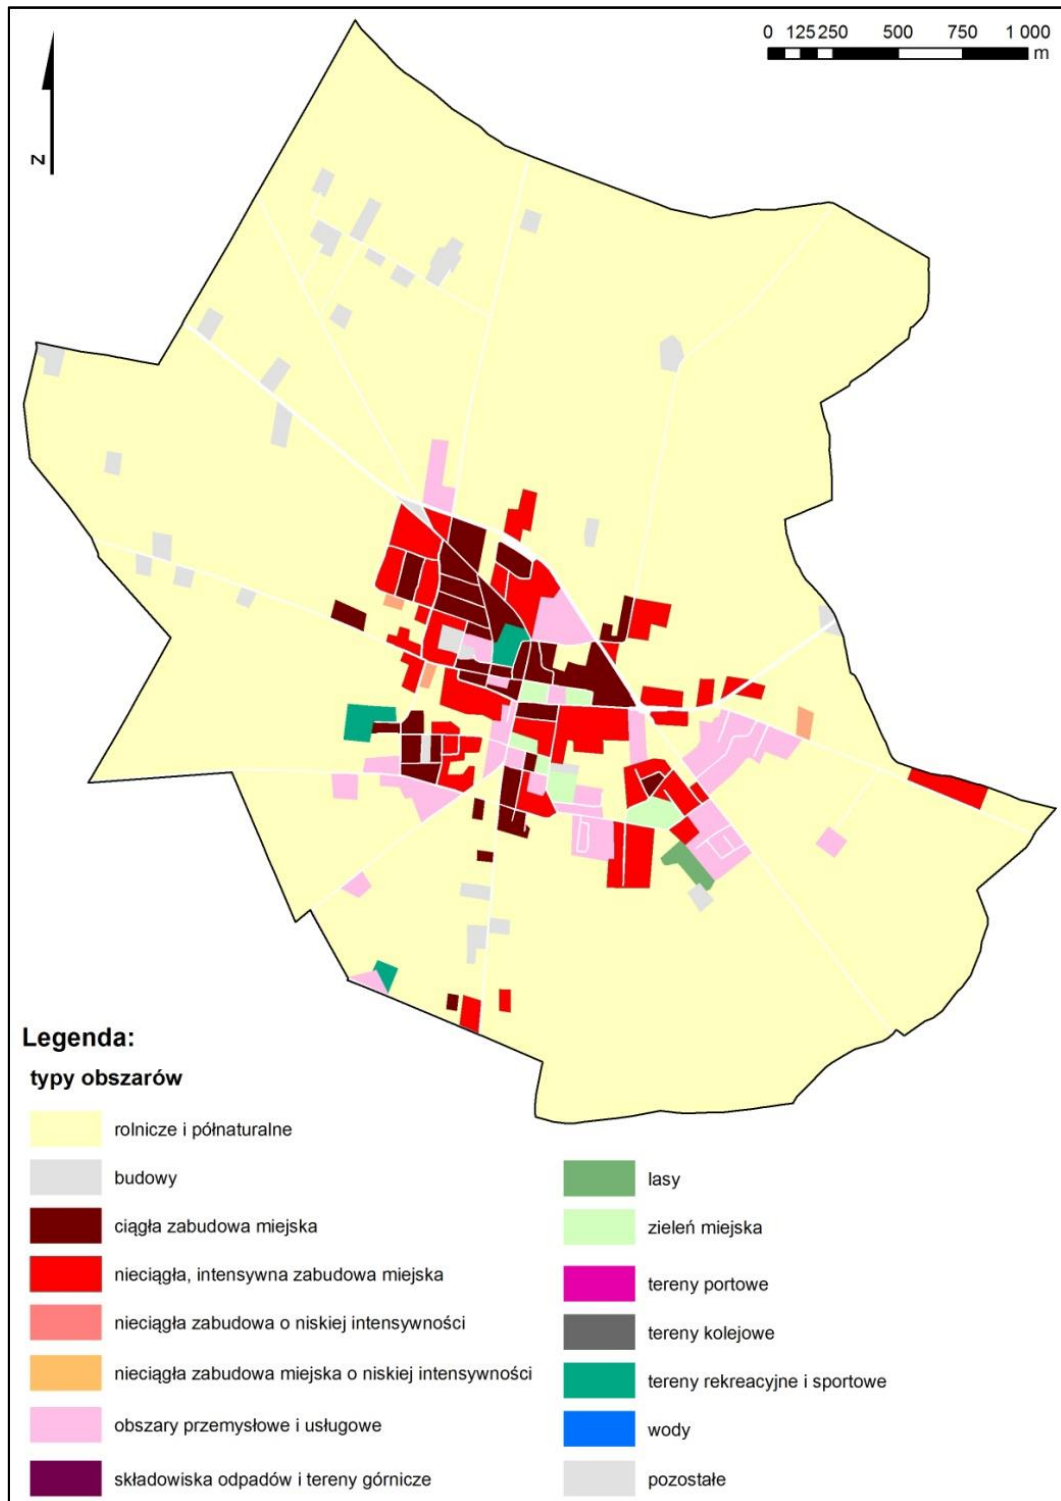 0 125 250 500 750 1 000
m
N
Legenda:
typy obszarów
rolnicze i półnaturalne
budowy
ciągła zabudowa miejska
nieciągła, intensywna zabudowa miejska
nieciągła zabudowa o niskiej intensywności
nieciągła zabudowa miejska o niskiej intensywności
obszary przemysłowe i usługowe
składowiska odpadów i tereny górnicze
lasy
zieleń miejska
tereny portowe
tereny kolejowe
tereny rekreacyjne i sportowe
wody
pozostałe